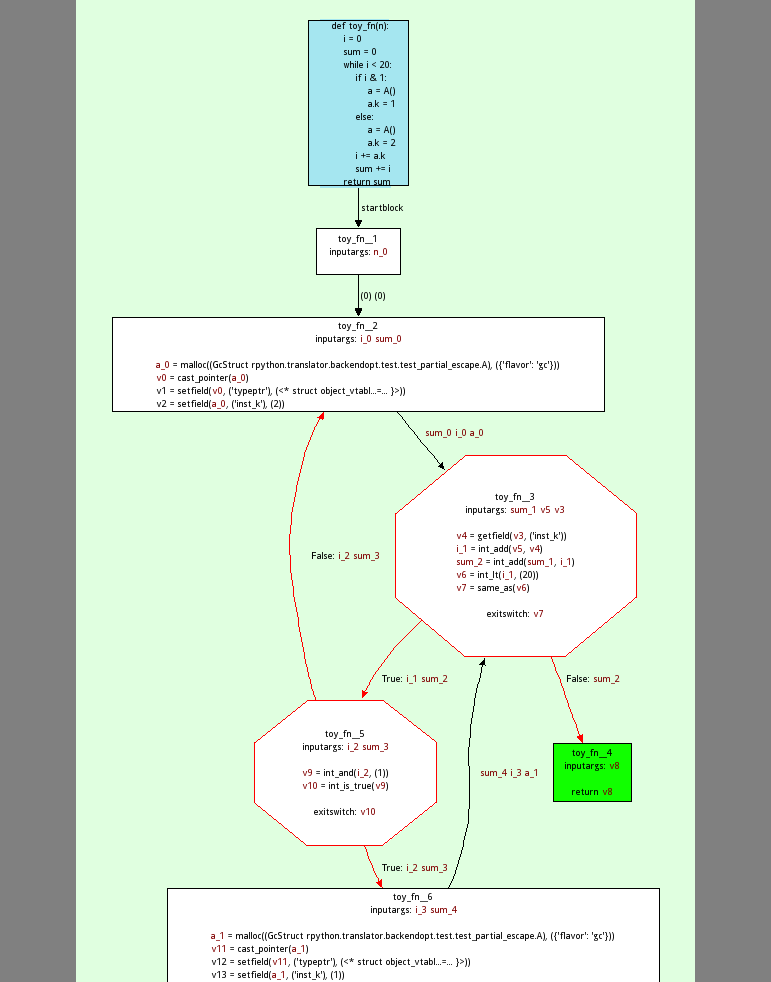 def toy_fn(n):
i = 0
sum = 0
while i < 20:
if i & 1:
a = A()
a.k = 1
else:
a = A()
a.k = 2
i += a.k
sum += i
return sum
startblock
toy_fn__1
inputargs: n_0
(0) (0)
toy_fn__2
inputargs: i_0 sum_0
a_0 = malloc((GcStruct rpython.translator.backendopt.test.test_partial_escape.A), ({'flavor': 'gc'}))
v0 = cast_pointer(a_0)
v1 = setfield(v0, ('typeptr'), (<* struct object_vtabl...=... }>))
v2 = setfield(a_0, ('inst_k'), (2))
sum_0 i_0 a_0
toy_fn__3
inputargs: sum_1 v5 v3
v4 = getfield(v3, ('inst_k'))
i_1 = int_add(v5, v4)
sum_2 = int_add(sum_1, i_1)
v6 = int_lt(i_1, (20))
v7 = same_as(v6)
exitswitch: v7
False: i_2 sum_3
True: i_1 sum_2
False: sum_2
toy_fn__5
inputargs: i_2 sum_3
v9 = int_and(i_2, (1))
v10 = int_is_true(v9)
exitswitch: v10
sum_4 i_3 a_1
toy_fn__4
inputargs: v8
return v8
True: i_2 sum_3
toy_fn__6
inputargs: i_3 sum_4
a_1 = malloc((GcStruct rpython.translator.backendopt.test.test_partial_escape.A), ({'flavor': 'gc'}))
v11 = cast_pointer(a_1)
v12 = setfield(v11, ('typeptr'), (<* struct object_vtabl...=... }>))
v13 = setfield(a_1, ('inst_k'), (1))